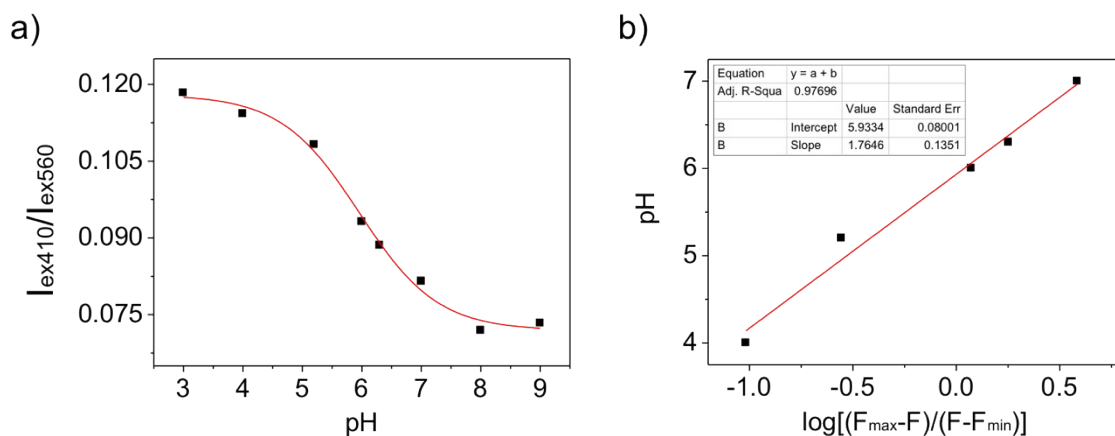 a)
b)
0.120
0.105
0.090
0.075
Iex410/Iex560
3 4 5 6 7 8 9
pH
7
6
5
4
pH
Equation y = a + b
Adj. R-Squa 0.97696
Value Standard Err
B Intercept 5.9334 0.08001
B Slope 1.7646 0.1351
-1.0 -0.5 0.0 0.5
log[(Fmax-F)/(F-Fmin)]